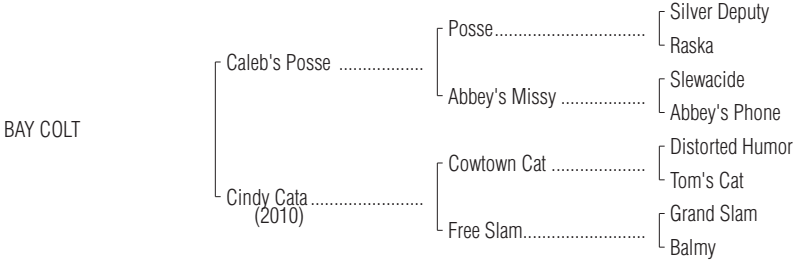 Silver Deputy
Posse..............................
Raska
Caleb's Posse .................
Slewacide
Abbey's Missy .................
Abbey's Phone
BAY COLT
Distorted Humor
Cowtown Cat ...................
Tom's Cat
Cindy Cata .......................
(2010)
Grand Slam
Free Slam.........................
Balmy